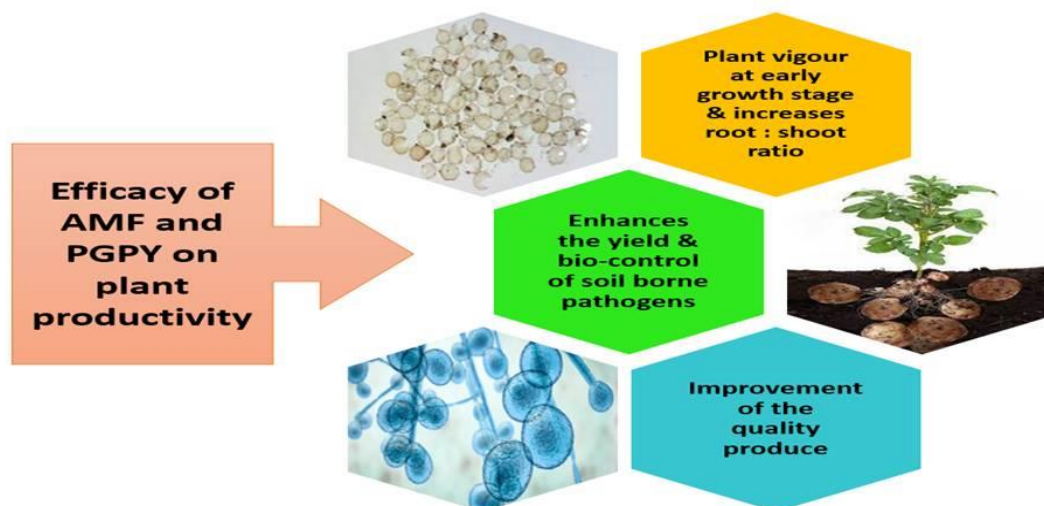 Efficacy of
AMF and
PGPY on
plant
productivity
Plant vigour
at early
growth stage
& increases
root : shoot
ratio
Enhances
the yield &
bio-control
of soil borne
pathogens
Improvement
of the
quality
produce